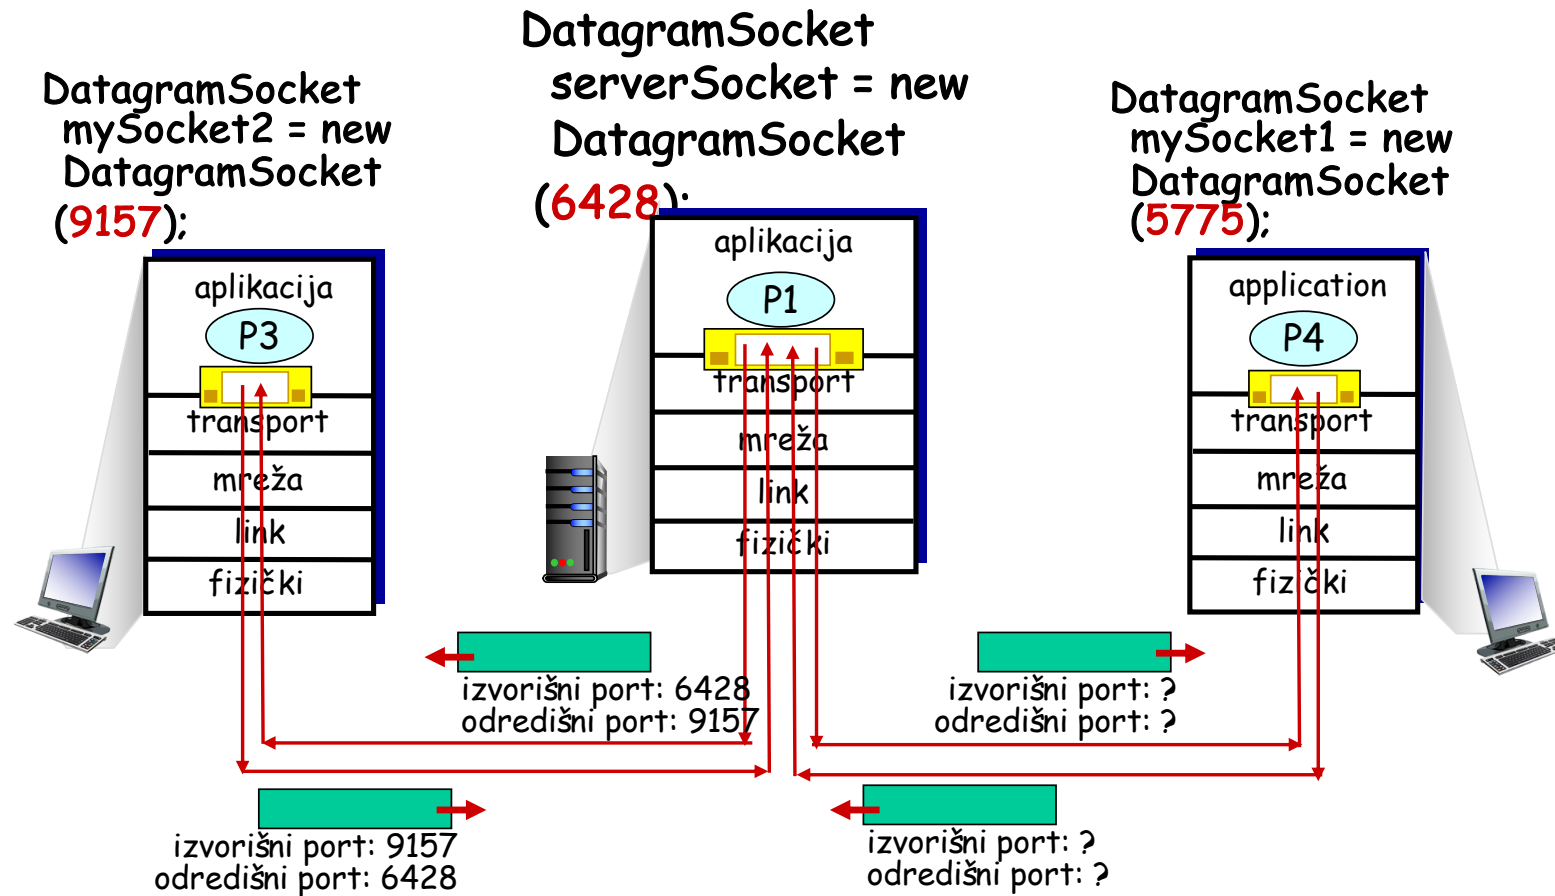 DatagramSocket
mySocket2 = new
DatagramSocket
(9157);
DatagramSocket
serverSocket = new
DatagramSocket
(6428);
DatagramSocket
mySocket1 = new
DatagramSocket
(5775);
aplikacija
P3
transport
mreža
link
fizički
aplikacija
P1
transport
mreža
link
fizički
application
P4
transport
mreža
link
fizički
izvorišni port: 6428
odredišni port: 9157
izvorišni port: ?
odredišni port: ?
izvorišni port: 9157
odredišni port: 6428
izvorišni port: ?
odredišni port: ?